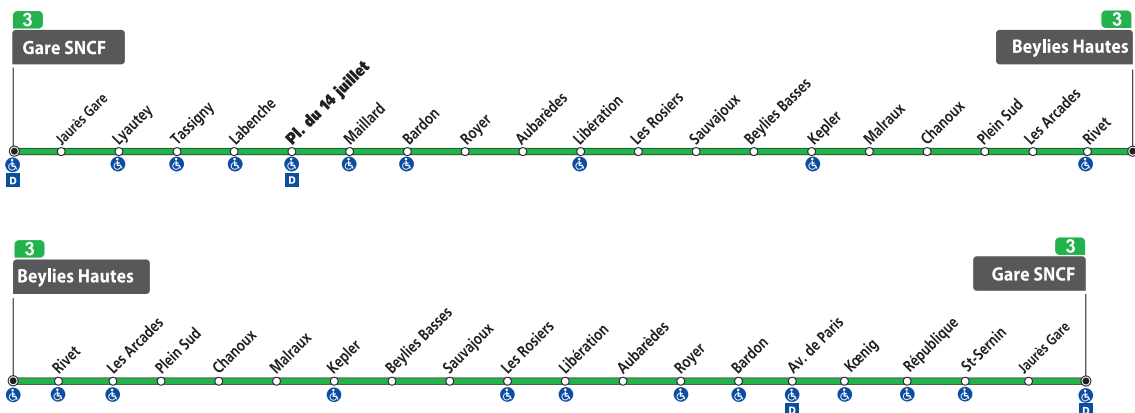 3
Gare SNCF
3
Beylies Hautes
Jaurès Gare
Lyautey
Tassigny
Labenche
Pl. du 14 juillet
Maillard
Bardon
Royer
Aubarèdes
Libération
Les Rosiers
Sauvajoux
Beylies Basses
Kepler
Malraux
Chanoux
Plein Sud
Les Arcades
Rivet
D
D
3
Beylies Hautes
3
Gare SNCF
Rivet
Les Arcades
Plein Sud
Chanoux
Malraux
Kepler
Beylies Basses
Sauvajoux
Les Rosiers
Libération
Aubarèdes
Royer
Bardon
Av. de Paris
Kœnig
République
St-Sernin
Jaurès Gare
D
D